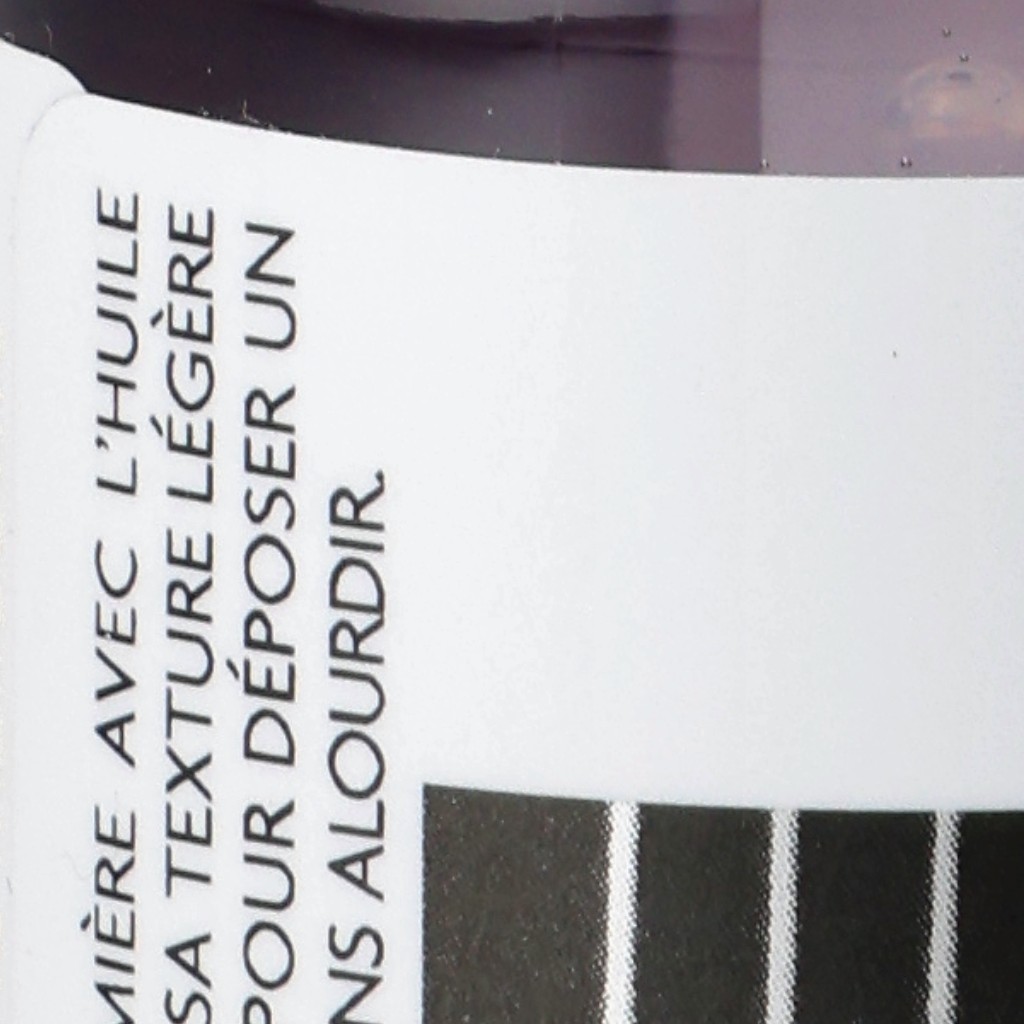 MIÈRE AVEC L'HUILE
SA TEXTURE LÉGÈRE
POUR DÉPOSER UN
NS ALOURDIR.